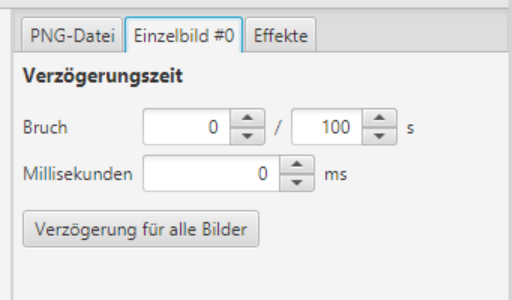 PNG-Datei Einzelbild #0 Effekte
Verzögerungszeit
Bruch 0 / 100 s
Millisekunden 0 ms
Verzögerung für alle Bilder